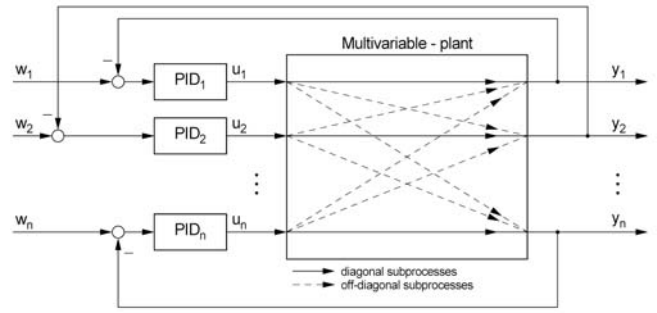 Multivariable - plant
w₁ − PID₁ u₁ y₁
w₂ − PID₂ u₂ y₂
⋮ ⋮
wₙ − PIDₙ uₙ yₙ
diagonal subprocesses
off-diagonal subprocesses